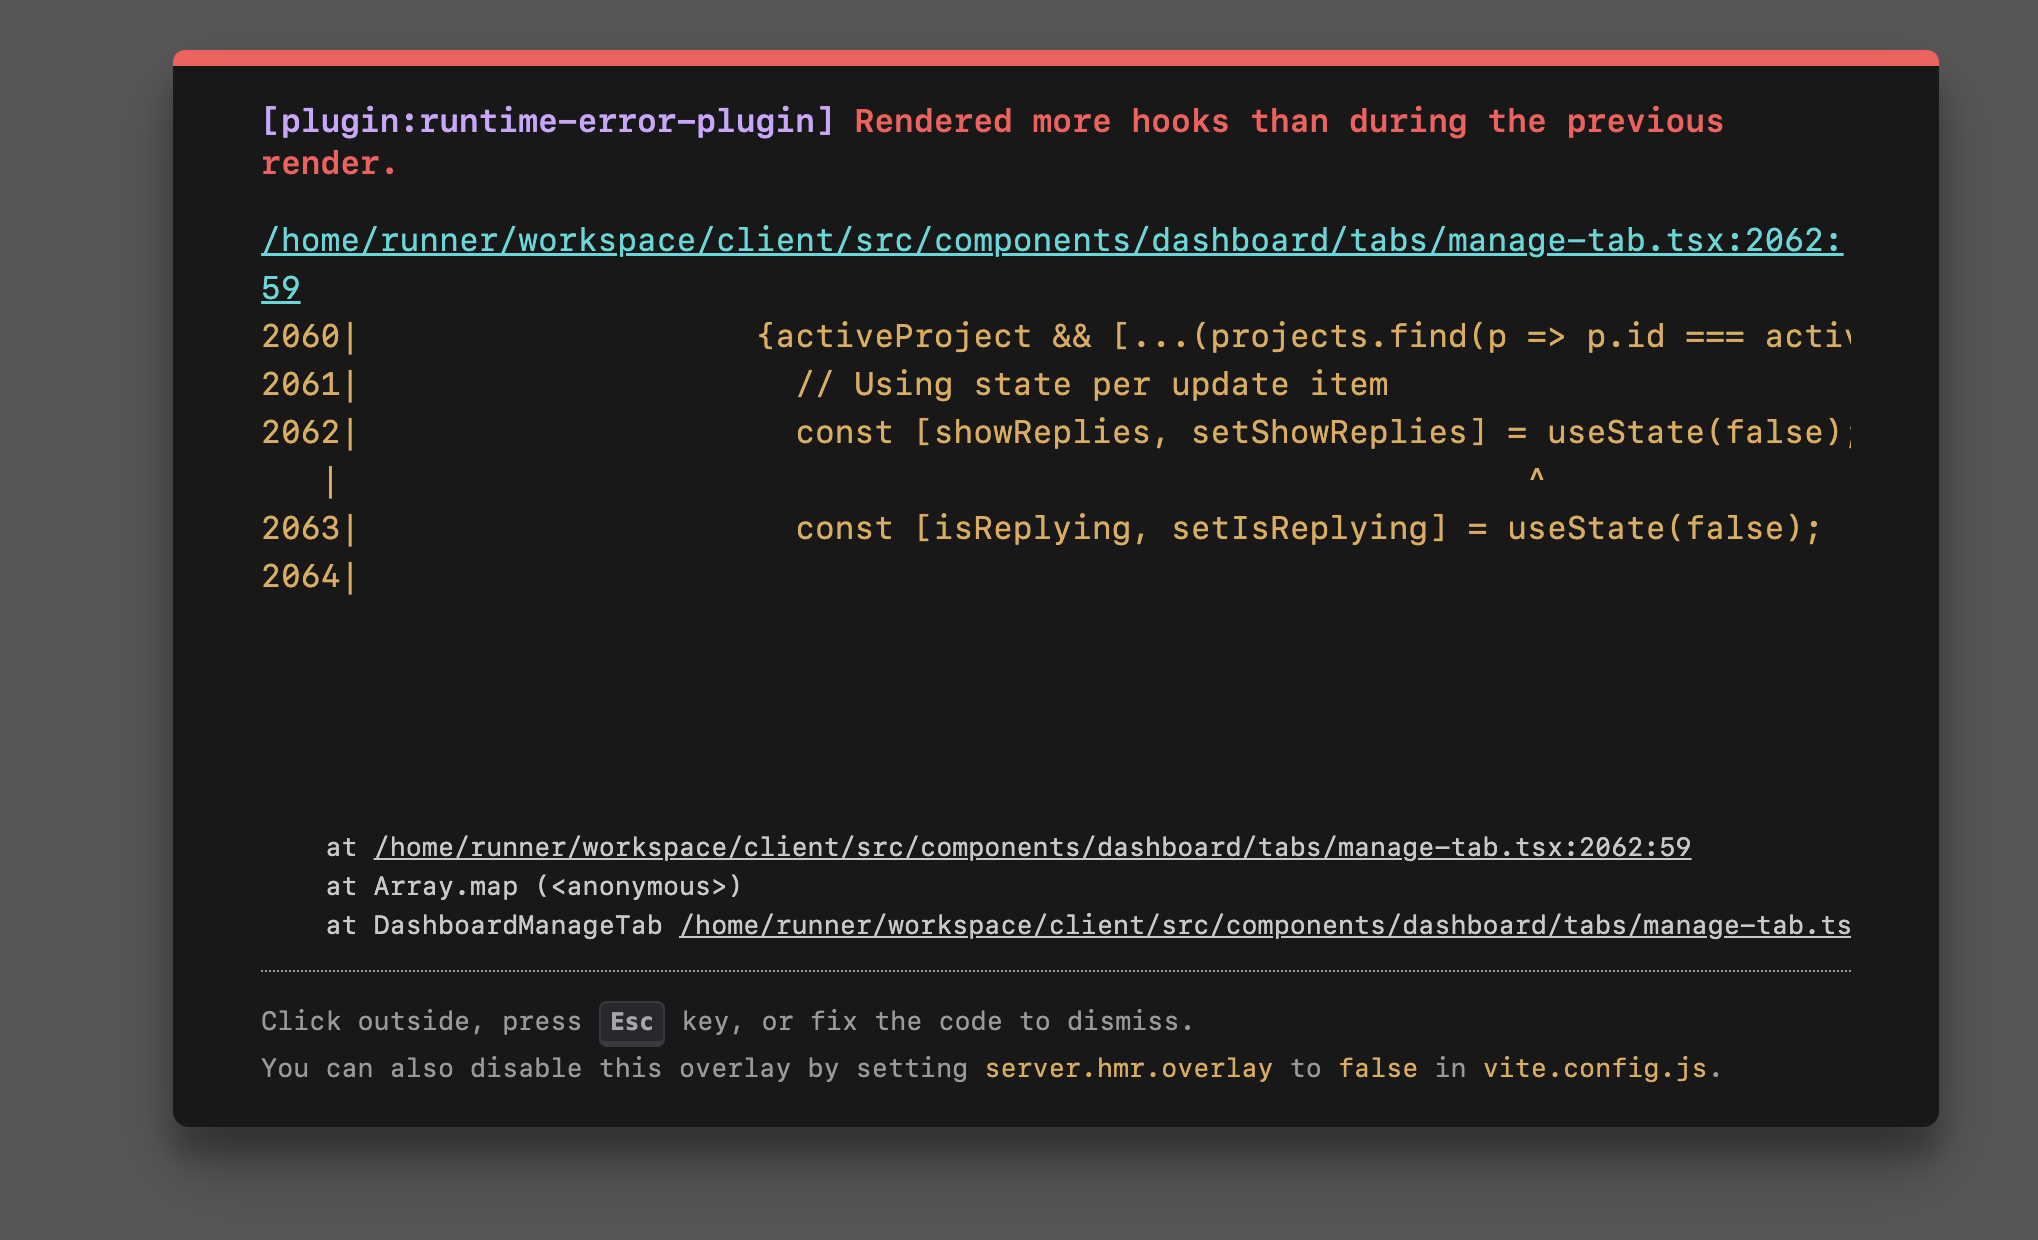 [plugin:runtime-error-plugin] Rendered more hooks than during the previous
render.
/home/runner/workspace/client/src/components/dashboard/tabs/manage-tab.tsx:2062:
59
2060|                    {activeProject && [...(projects.find(p => p.id === activ
2061|                      // Using state per update item
2062|                      const [showReplies, setShowReplies] = useState(false);
   |                                                            ^
2063|                      const [isReplying, setIsReplying] = useState(false);
2064|
at /home/runner/workspace/client/src/components/dashboard/tabs/manage-tab.tsx:2062:59
at Array.map (<anonymous>)
at DashboardManageTab /home/runner/workspace/client/src/components/dashboard/tabs/manage-tab.ts
Click outside, press Esc key, or fix the code to dismiss.
You can also disable this overlay by setting server.hmr.overlay to false in vite.config.js.